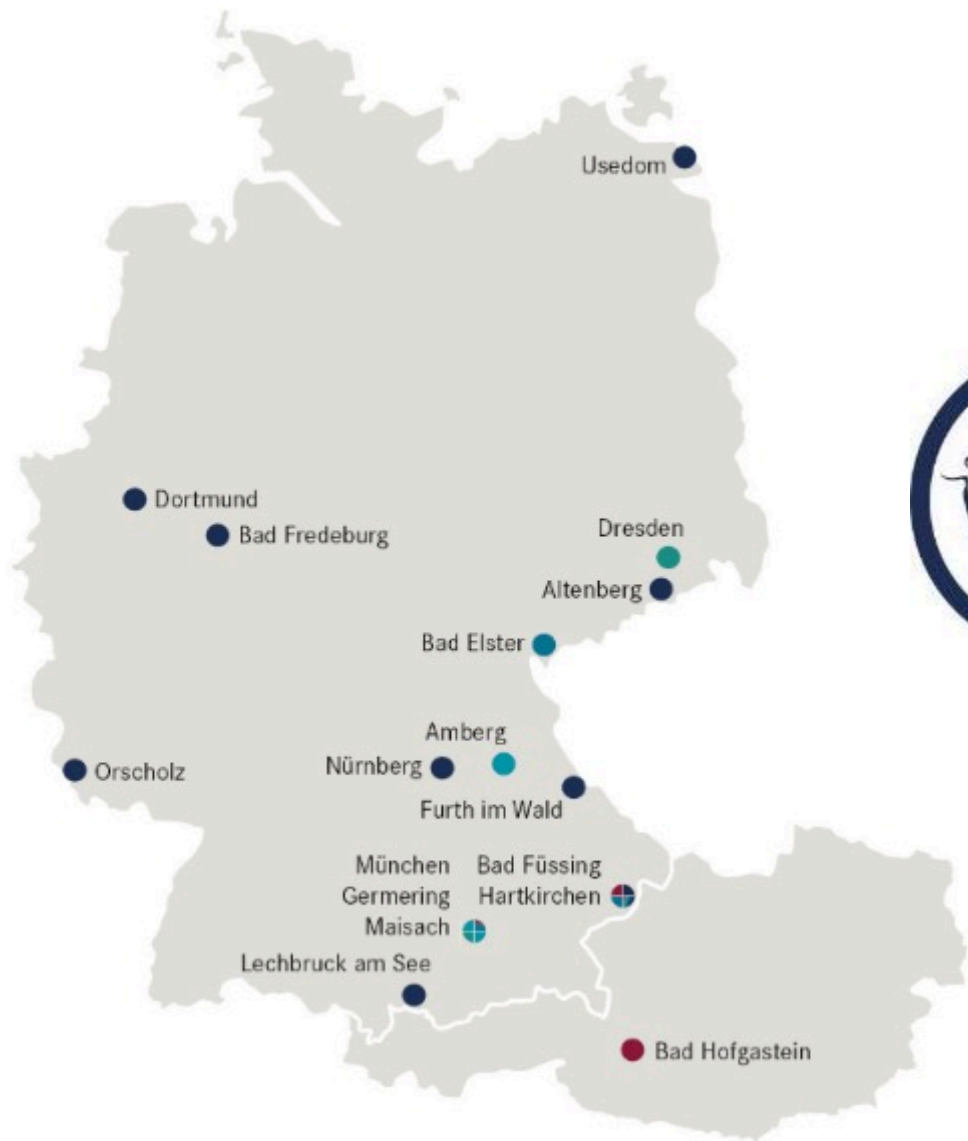 Usedom
Dortmund
Bad Fredeburg
Dresden
Altenberg
Bad Elster
Amberg
Nürnberg
Orscholz
Furth im Wald
München
Germering
Maisach
Bad Füssing
Hartkirchen
Lechbruck am See
Bad Hofgastein